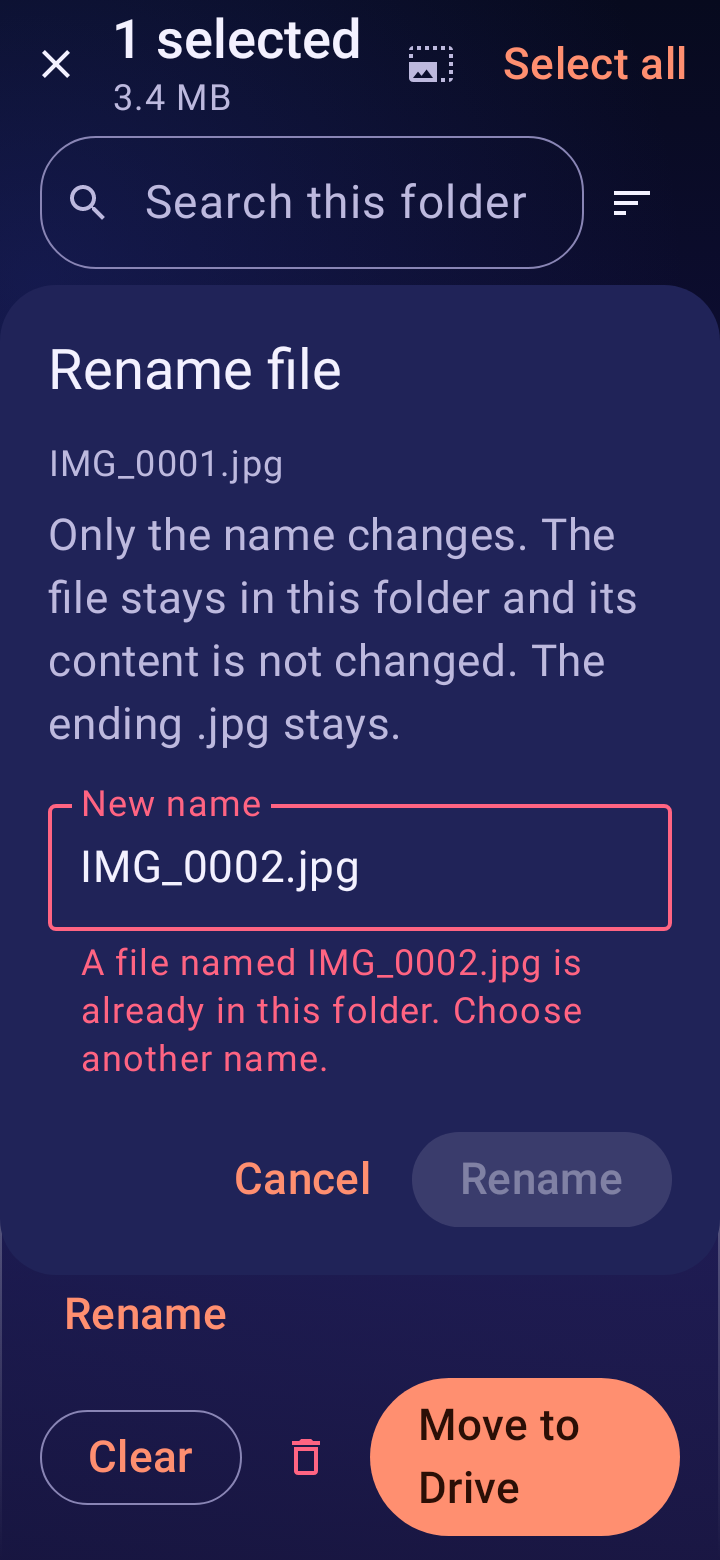 1 selected
3.4 MB
Select all
Search this folder
Rename file
IMG_0001.jpg
Only the name changes. The
file stays in this folder and its
content is not changed. The
ending .jpg stays.
New name
IMG_0002.jpg
A file named IMG_0002.jpg is
already in this folder. Choose
another name.
Cancel
Rename
Rename
Clear
Move to
Drive